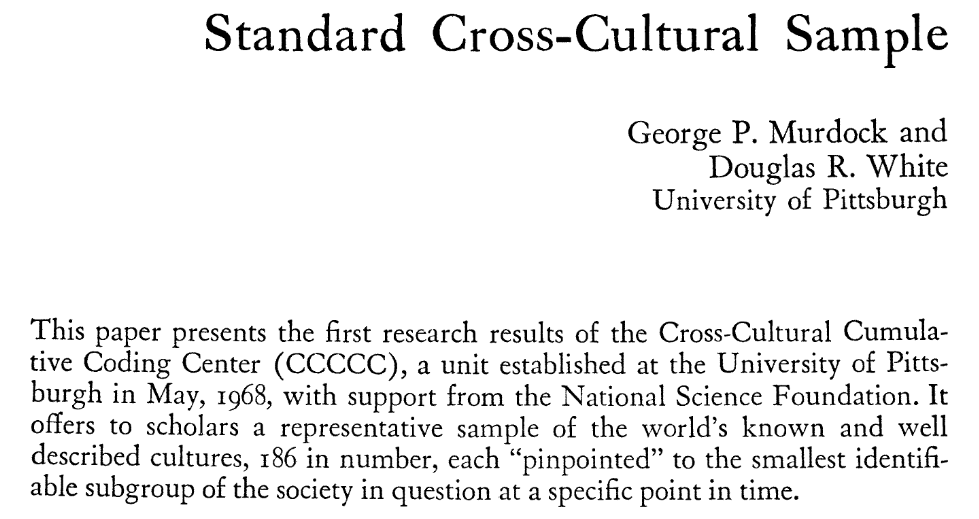 Standard Cross-Cultural Sample
George P. Murdock and
Douglas R. White
University of Pittsburgh
This paper presents the first research results of the Cross-Cultural Cumula-
tive Coding Center (CCCCC), a unit established at the University of Pitts-
burgh in May, 1968, with support from the National Science Foundation. It
offers to scholars a representative sample of the world's known and well
described cultures, 186 in number, each "pinpointed" to the smallest identifi-
able subgroup of the society in question at a specific point in time.